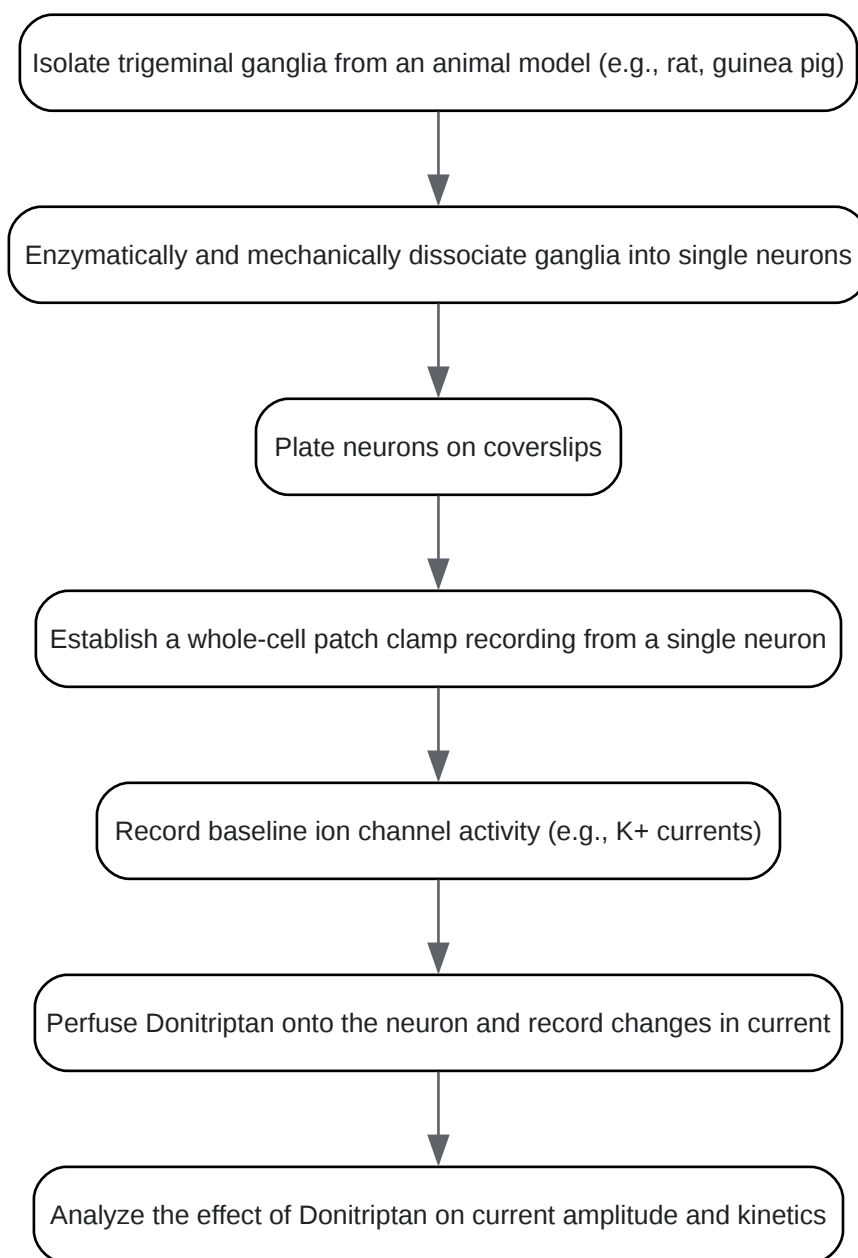 Isolate trigeminal ganglia from an animal model (e.g., rat, guinea pig)
Enzymatically and mechanically dissociate ganglia into single neurons
Plate neurons on coverslips
Establish a whole-cell patch clamp recording from a single neuron
Record baseline ion channel activity (e.g., K+ currents)
Perfuse Donitriptan onto the neuron and record changes in current
Analyze the effect of Donitriptan on current amplitude and kinetics